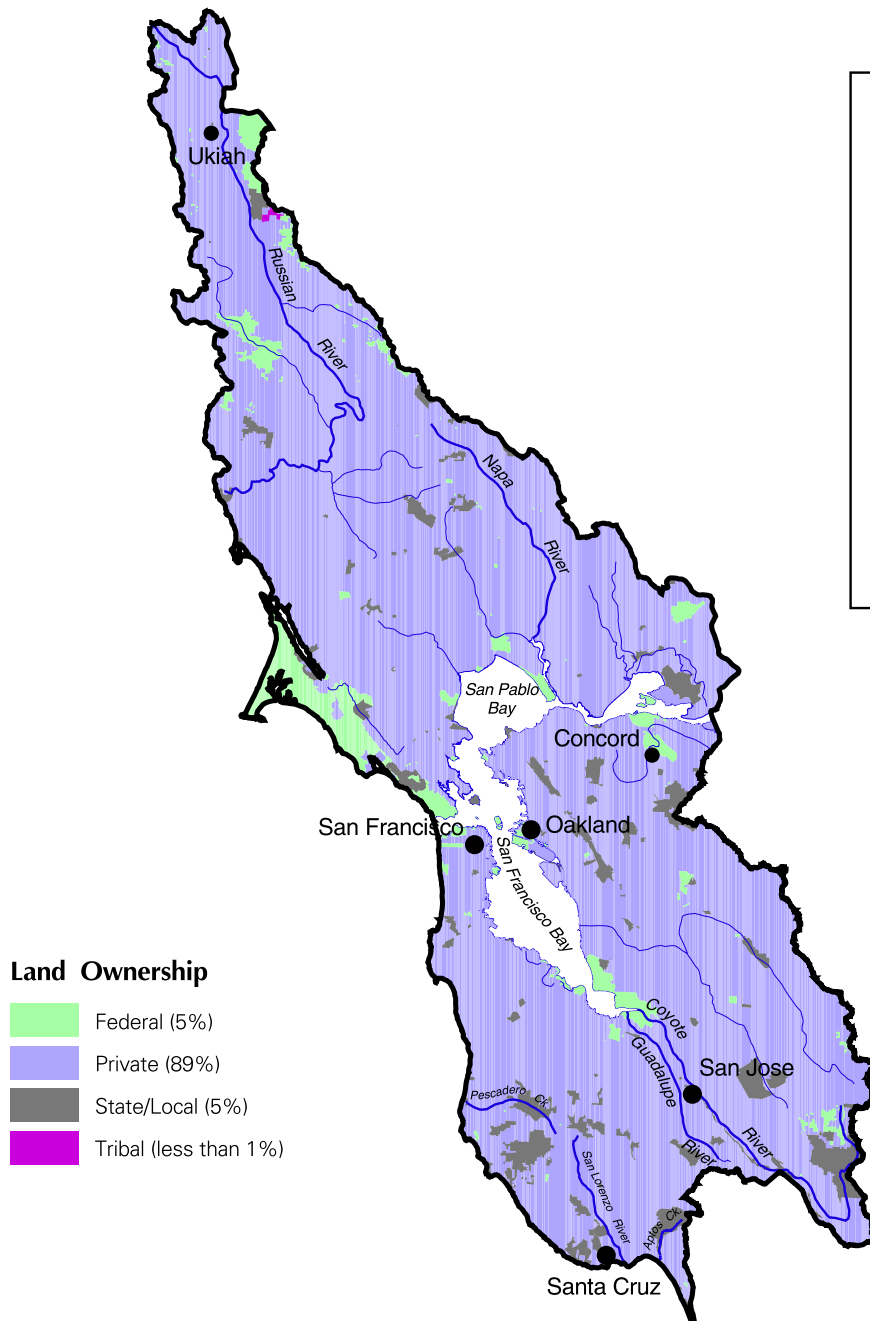 Ukiah
Russian
River
Napa
River
San Pablo
Bay
Concord
San Francisco
Oakland
San Francisco Bay
Land Ownership
Federal (5%)
Private (89%)
State/Local (5%)
Tribal (less than 1%)
Coyote
Guadalupe
San Jose
Pescadero Ck.
River
River
San Lorenzo River
Aptos Ck.
Santa Cruz